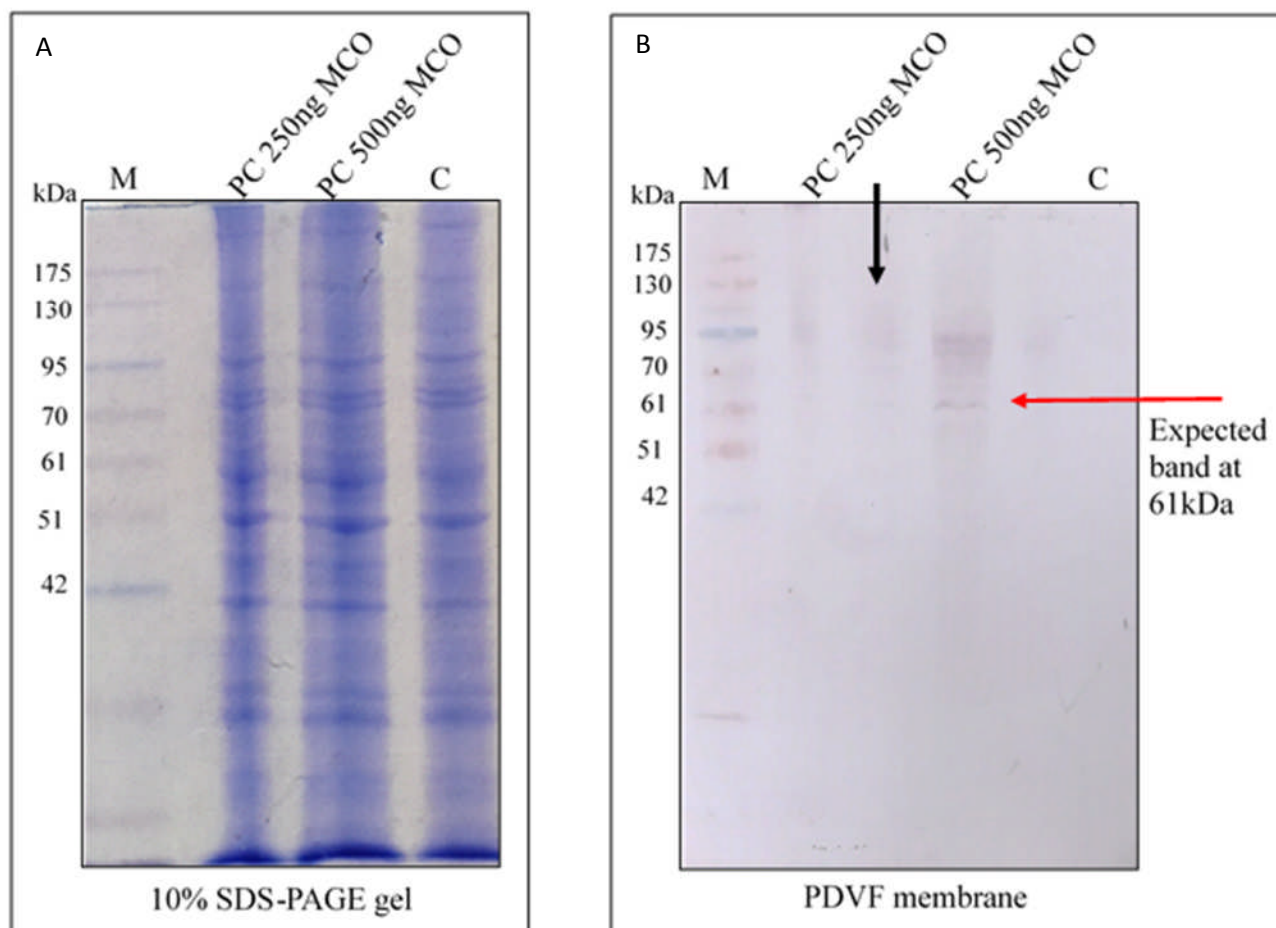 A
PC 250ng MCO
PC 500ng MCO
M
C
kDa
175
130
95
70
61
51
42
10% SDS-PAGE gel
B
PC 250ng MCO
PC 500ng MCO
M
C
kDa
175
130
95
70
61
51
42
Expected
band at
61kDa
PDVF membrane